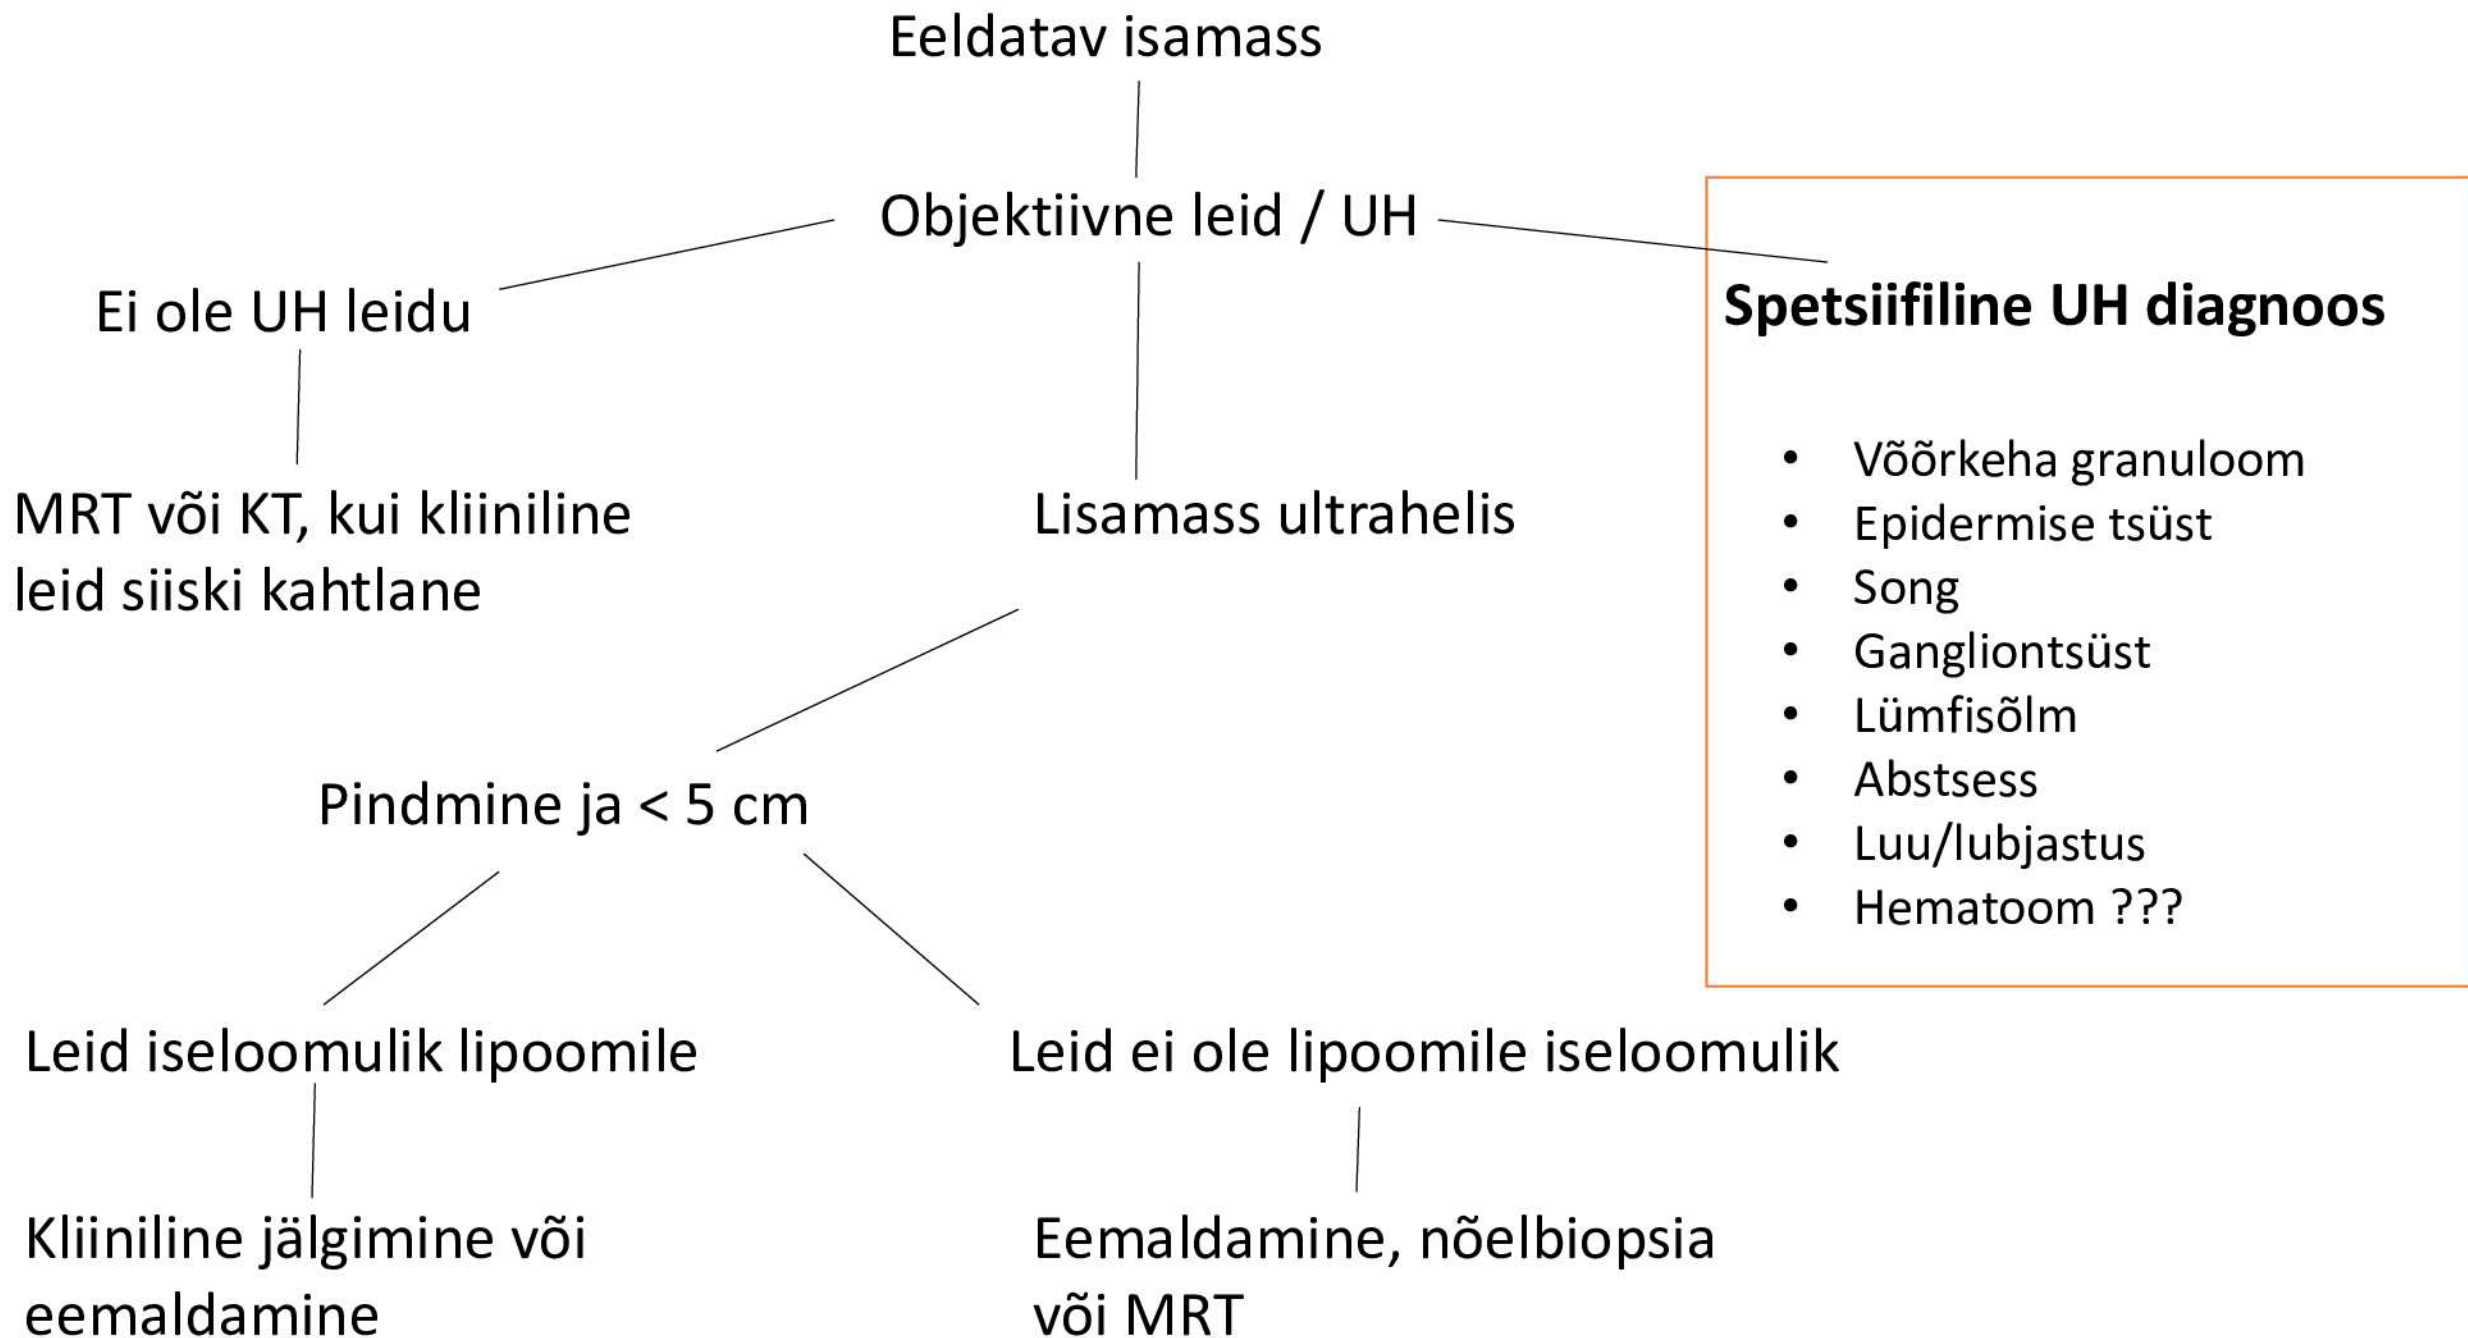 Eeldatav isamass
Objektiivne leid / UH
Ei ole UH leidu
Spetsiifiline UH diagnoos
MRT või KT, kui kliiniline
leid siiski kahtlane
Lisamass ultrahelis
• Võõrkeha granuloom
• Epidermise tsüst
• Song
• Gangliontsüst
• Lümfisõlm
• Abstsess
• Luu/lubjastus
• Hematoom ???
Pindmine ja < 5 cm
Leid iseloomulik lipoomile
Leid ei ole lipoomile iseloomulik
Kliiniline jälgimine või
eemaldamine
Eemaldamine, nõelbiopsia
või MRT